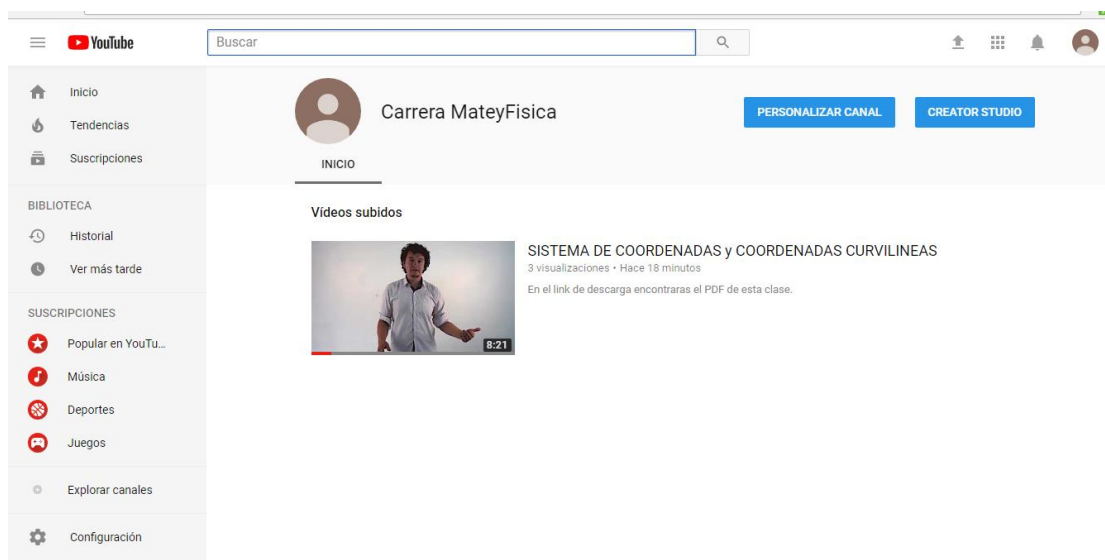 YouTube
Buscar
Inicio
Tendencias
Suscripciones
BIBLIOTECA
Historial
Ver más tarde
SUSCRIPCIONES
Popular en YouTu...
Música
Deportes
Juegos
Explorar canales
Configuración
Carrera MateyFisica
PERSONALIZAR CANAL
CREATOR STUDIO
INICIO
Vídeos subidos
8:21
SISTEMA DE COORDENADAS y COORDENADAS CURVILINEAS
3 visualizaciones • Hace 18 minutos
En el link de descarga encontraras el PDF de esta clase.